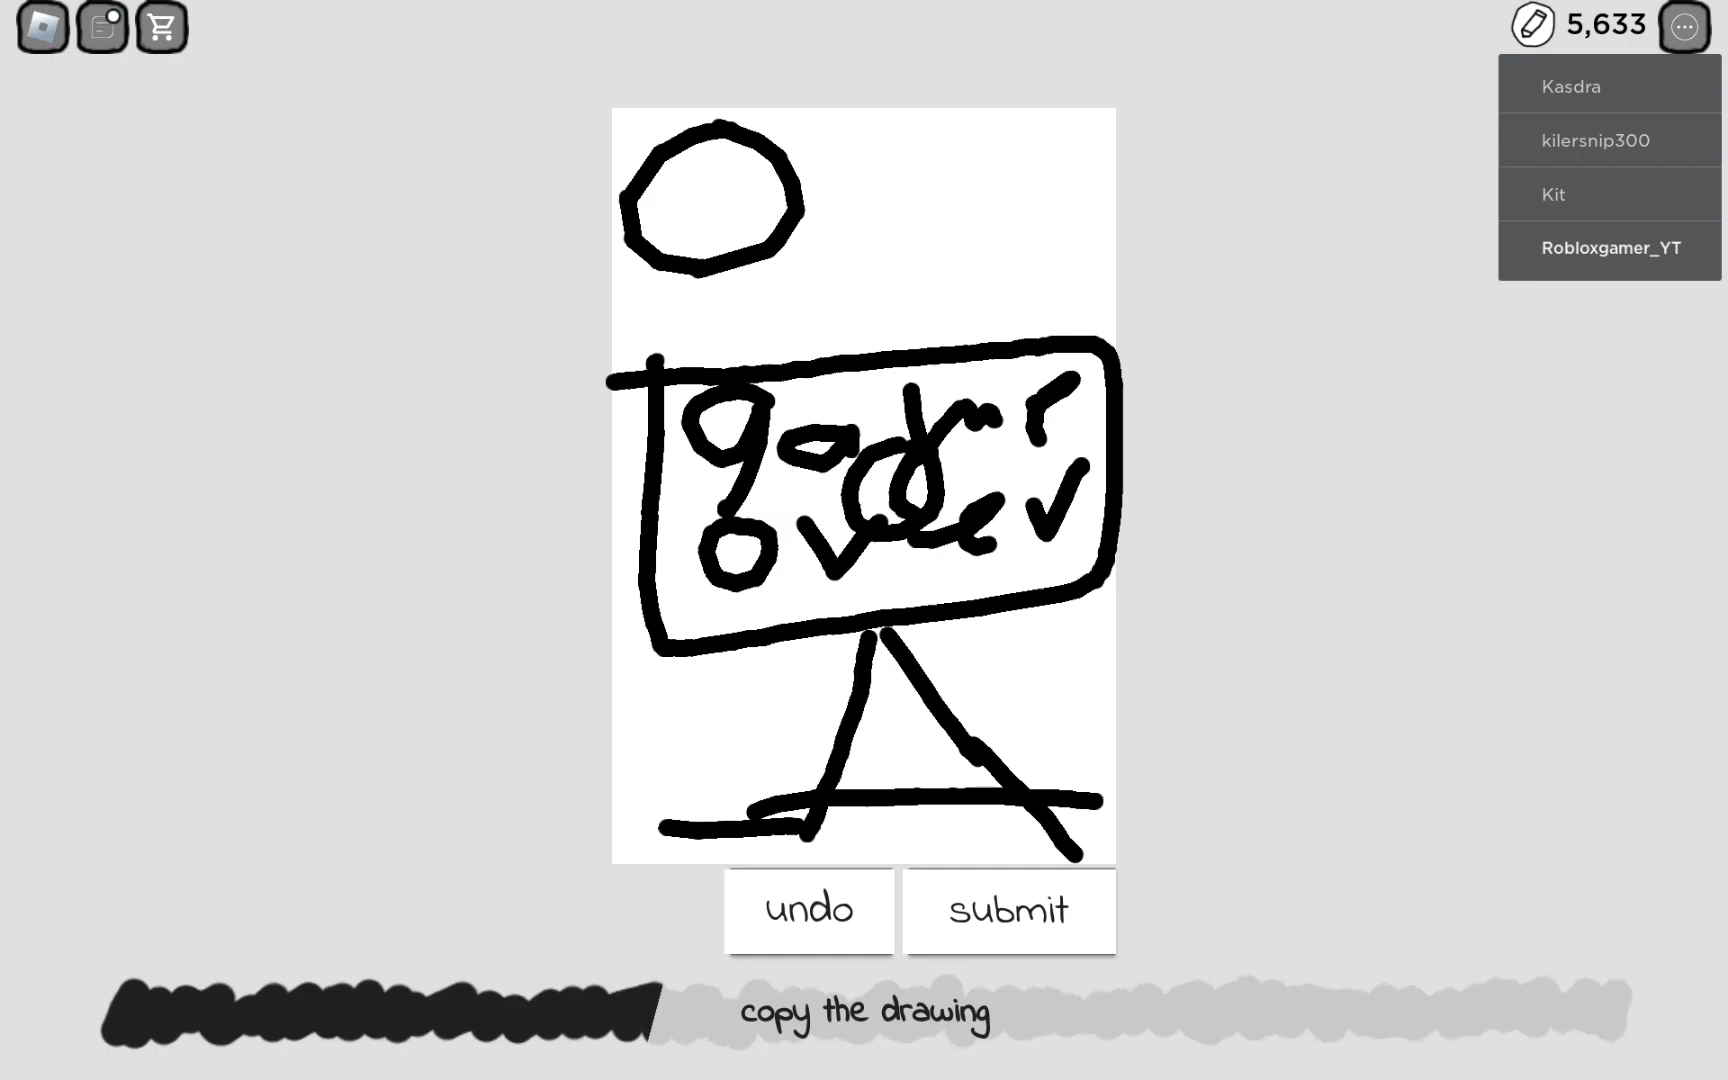 5,633
Kasdra
kilersnip300
Kit
Robloxgamer_YT
undo
submit
copy the drawing